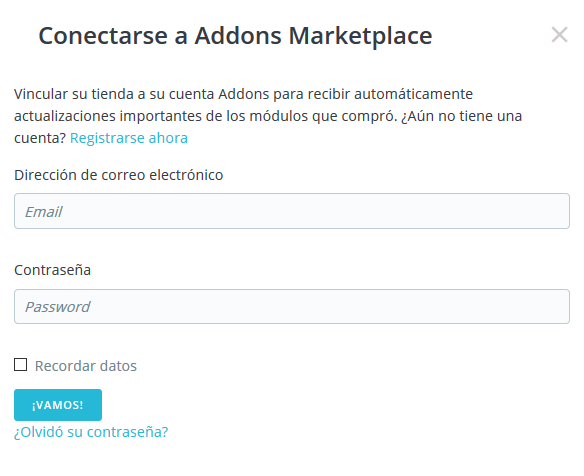 Conectarse a Addons Marketplace
Vincular su tienda a su cuenta Addons para recibir automáticamente
actualizaciones importantes de los módulos que compró. ¿Aún no tiene una
cuenta? Registrarse ahora
Dirección de correo electrónico
Email
Contraseña
Password
Recordar datos
¡VAMOS!
¿Olvidó su contraseña?